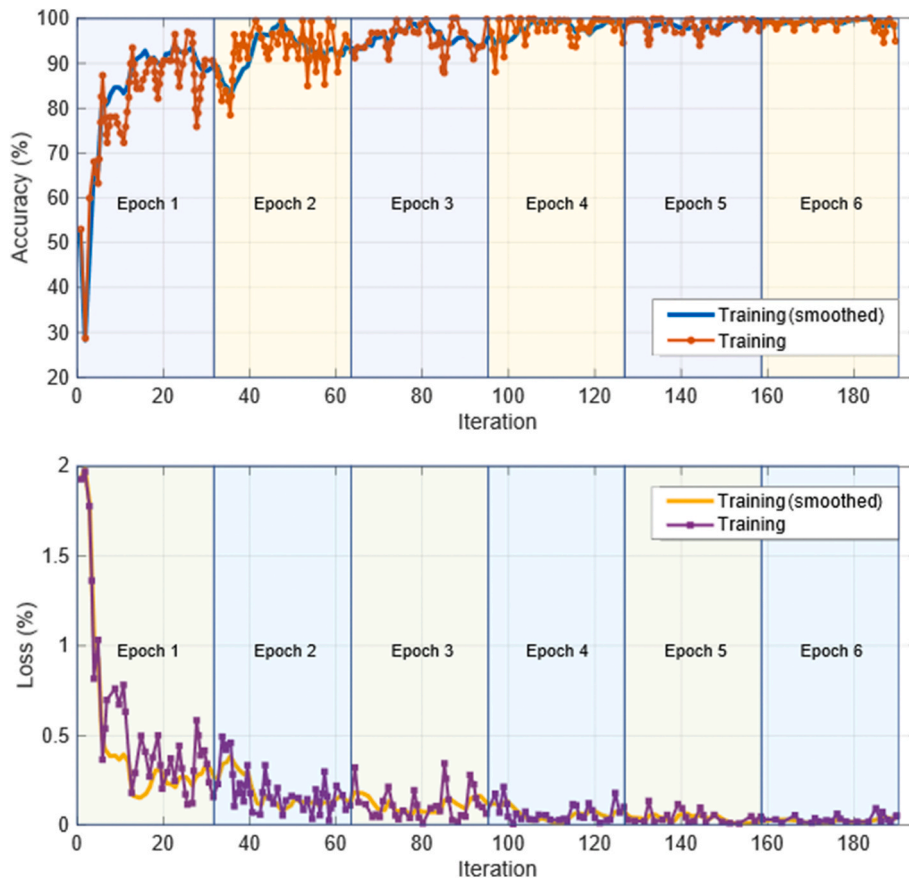 100
90
80
70
60
50
40
30
20
Accuracy (%)
Epoch 1 Epoch 2 Epoch 3 Epoch 4 Epoch 5 Epoch 6
Training (smoothed)
Training
0 20 40 60 80 100 120 140 160 180
Iteration
2
1.5
1
0.5
0
Loss (%)
Training (smoothed)
Training
Epoch 1 Epoch 2 Epoch 3 Epoch 4 Epoch 5 Epoch 6
0 20 40 60 80 100 120 140 160 180
Iteration